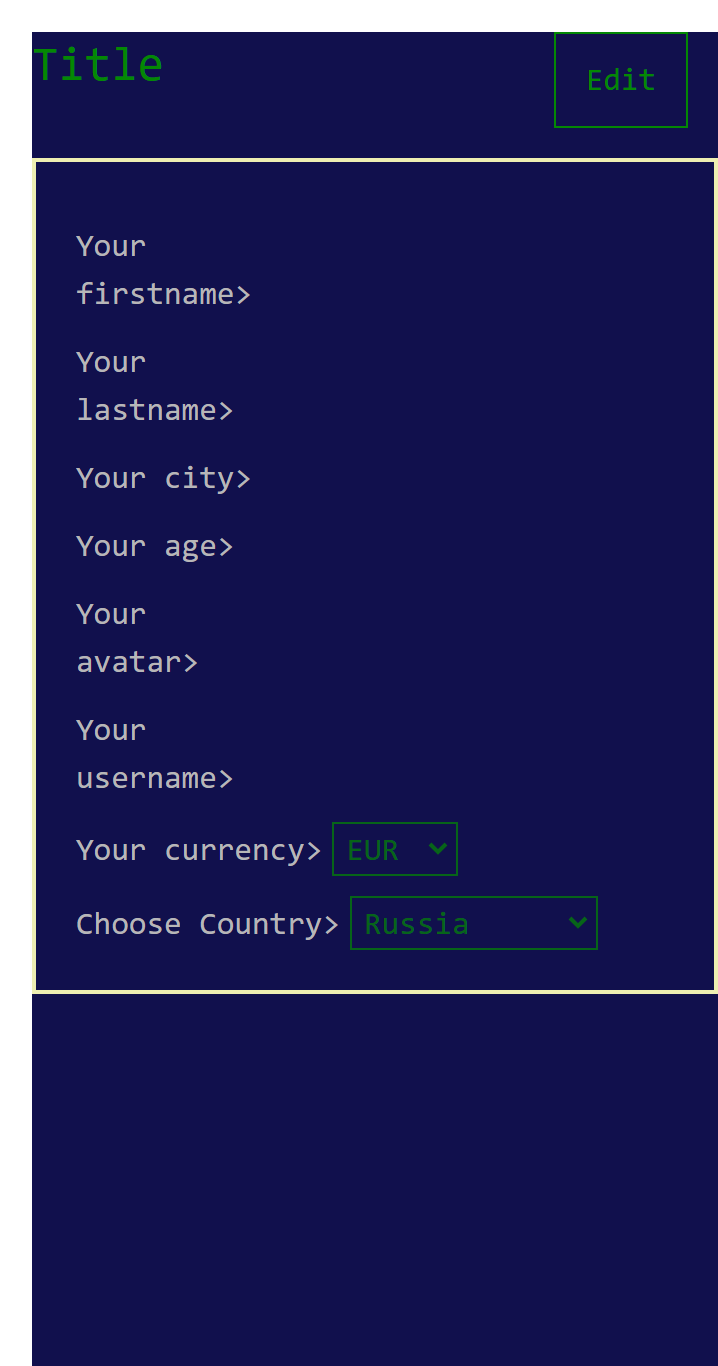 Title
Edit
Your
firstname>
Your
lastname>
Your city>
Your age>
Your
avatar>
Your
username>
Your currency> EUR
Choose Country> Russia